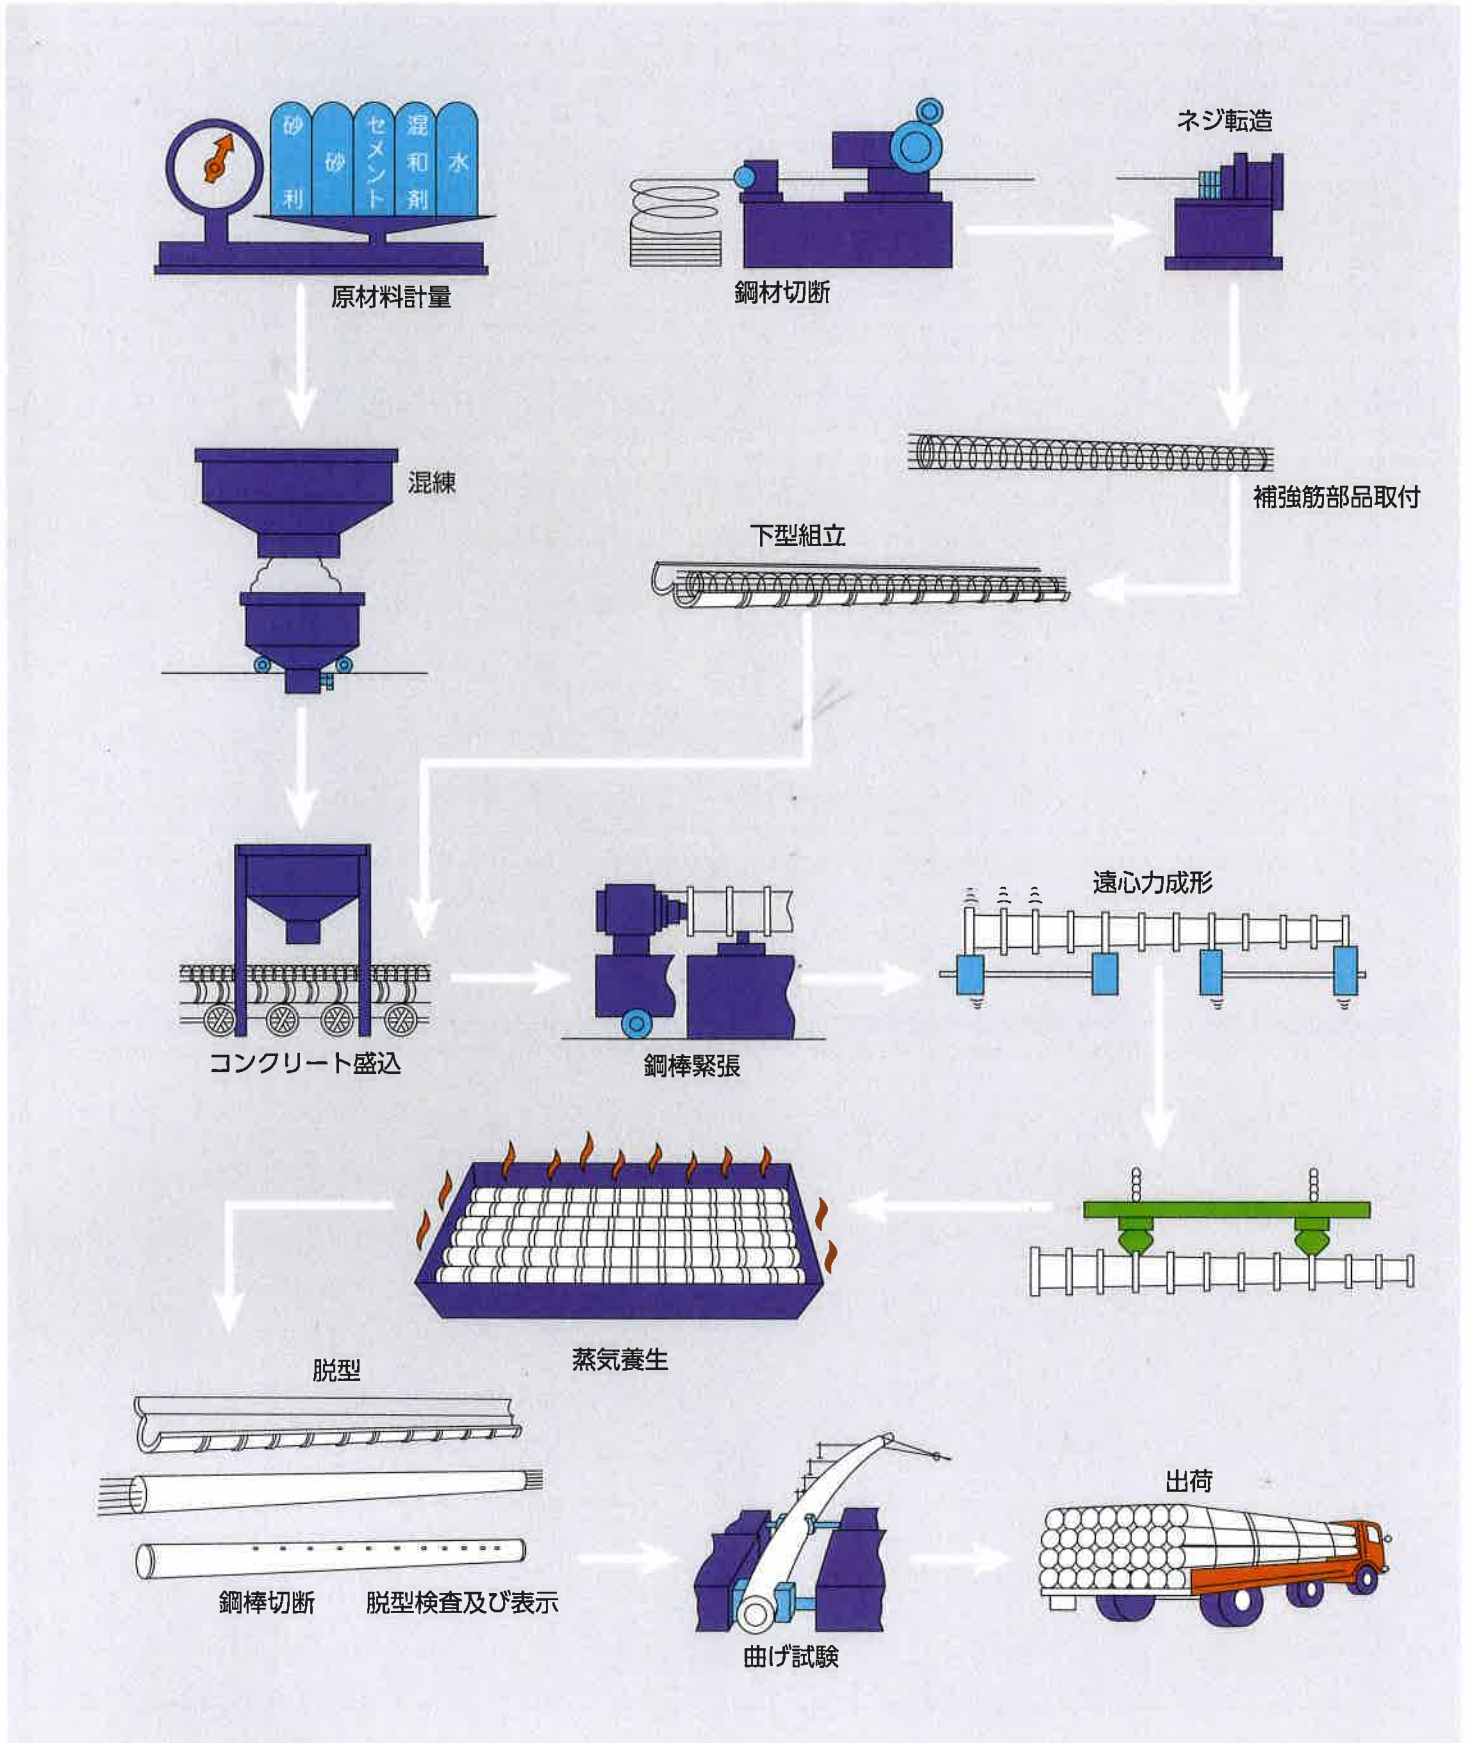 砂利
砂
セメント
混和剤
水
原材料計量
鋼材切断
ネジ転造
混練
補強筋部品取付
下型組立
コンクリート盛込
鋼棒緊張
遠心力成形
蒸気養生
脱型
鋼棒切断
脱型検査及び表示
曲げ試験
出荷